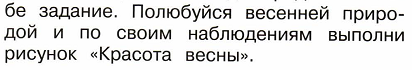 бе задание. Полюбуйся весенней приро-
дой и по своим наблюдениям выполни
рисунок «Красота весны».